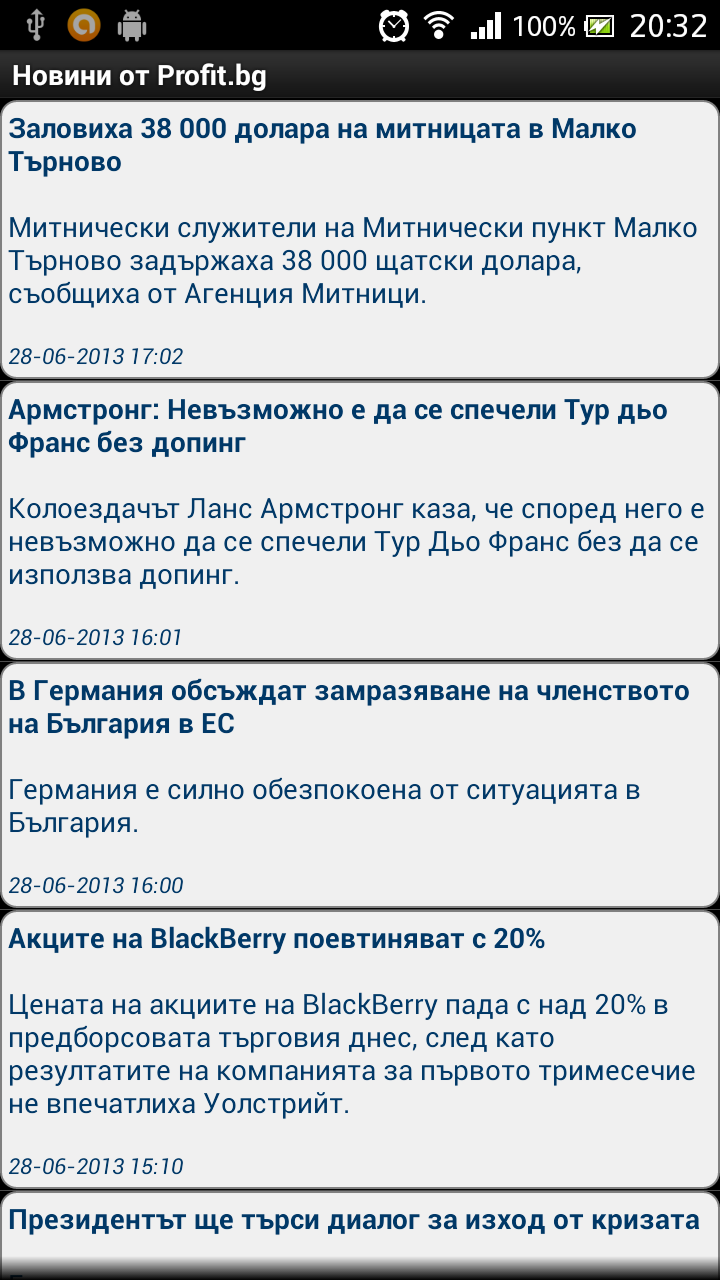 100% 20:32
Новини от Profit.bg
Заловиха 38 000 долара на митницата в Малко
Търново
Митнически служители на Митнически пункт Малко
Търново задържаха 38 000 щатски долара,
съобщиха от Агенция Митници.
28-06-2013 17:02
Армстронг: Невъзможно е да се спечели Тур дьо
Франс без допинг
Колоездачът Ланс Армстронг каза, че според него е
невъзможно да се спечели Тур Дьо Франс без да се
използва допинг.
28-06-2013 16:01
В Германия обсъждат замразяване на членството
на България в ЕС
Германия е силно обезпокоена от ситуацията в
България.
28-06-2013 16:00
Акците на BlackBerry поевтиняват с 20%
Цената на акциите на BlackBerry пада с над 20% в
предборсовата търговия днес, след като
резултатите на компанията за първото тримесечие
не впечатлиха Уолстрийт.
28-06-2013 15:10
Президентът ще търси диалог за изход от кризата